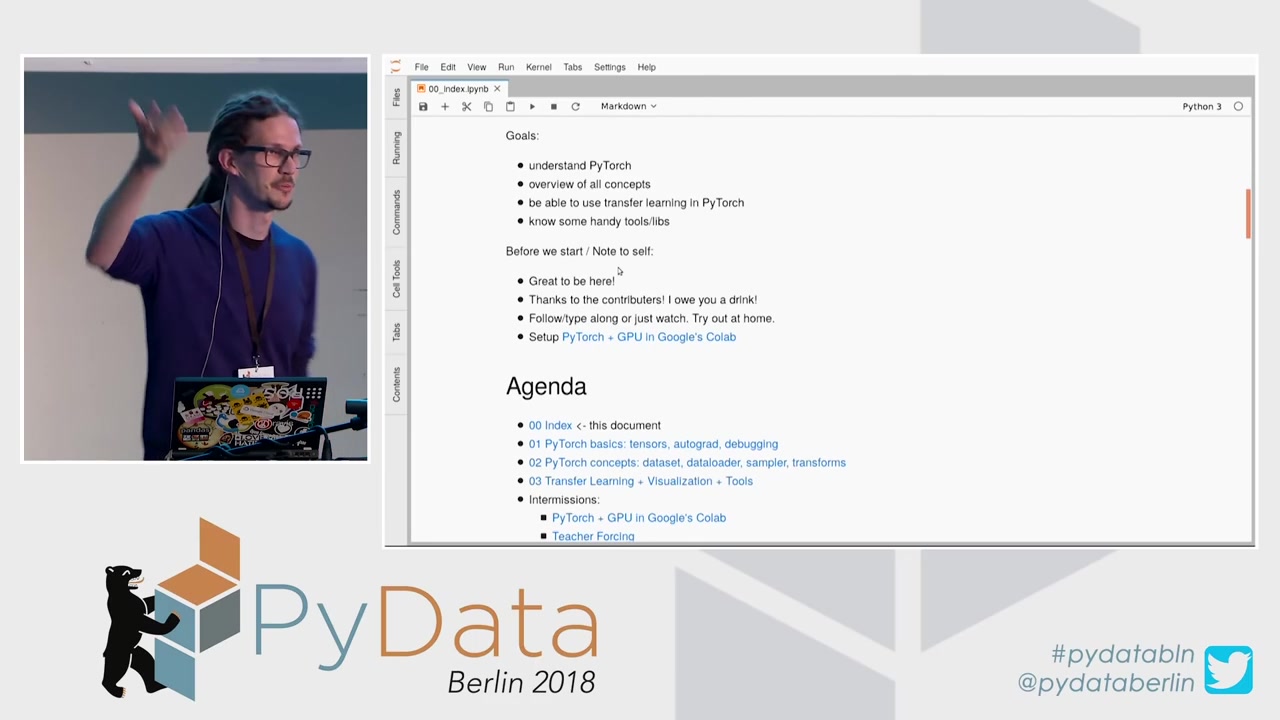 File Edit View Run Kernel Tabs Settings Help
00_index.ipynb
Markdown
Python 3
Files
Running
Commands
Cell Tools
Tabs
Contents
Goals:
understand PyTorch
overview of all concepts
be able to use transfer learning in PyTorch
know some handy tools/libs
Before we start / Note to self:
Great to be here!
Thanks to the contributers! I owe you a drink!
Follow/type along or just watch. Try out at home.
Setup PyTorch + GPU in Google's Colab
Agenda
00 Index <- this document
01 PyTorch basics: tensors, autograd, debugging
02 PyTorch concepts: dataset, dataloader, sampler, transforms
03 Transfer Learning + Visualization + Tools
Intermissions:
PyTorch + GPU in Google's Colab
Teacher Forcing
pandas
PyData
Berlin 2018
#pydatabln
@pydataberlin